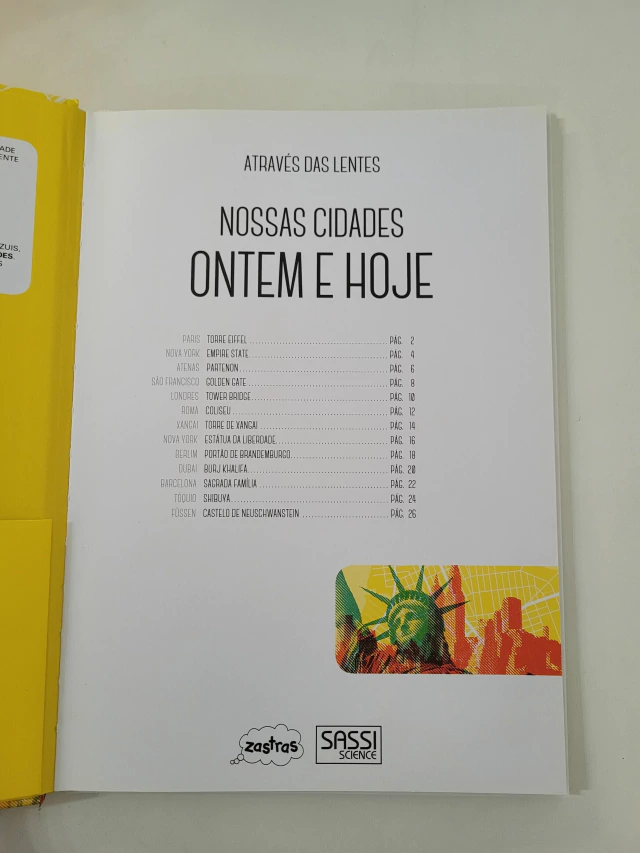 ADE
ENTE
ZUIS.
DES.
S
ATRAVÉS DAS LENTES
NOSSAS CIDADES
ONTEM E HOJE
PARIS TORRE EIFFEL PÁG. 2
NOVA YORK EMPIRE STATE PÁG. 4
ATENAS PARTENON PÁG. 6
SÃO FRANCISCO GOLDEN GATE PÁG. 8
LONDRES TOWER BRIDGE PÁG. 10
ROMA COLISEU PÁG. 12
XANGAI TORRE DE XANGAI PÁG. 14
NOVA YORK ESTÁTUA DA LIBERDADE PÁG. 16
BERLIM PORTÃO DE BRANDEMBURGO PÁG. 18
DUBAI BURJ KHALIFA PÁG. 20
BARCELONA SAGRADA FAMÍLIA PÁG. 22
TÓQUIO SHIBUYA PÁG. 24
FÜSSEN CASTELO DE NEUSCHWANSTEIN PÁG. 26
zastras
SASSI
SCIENCE